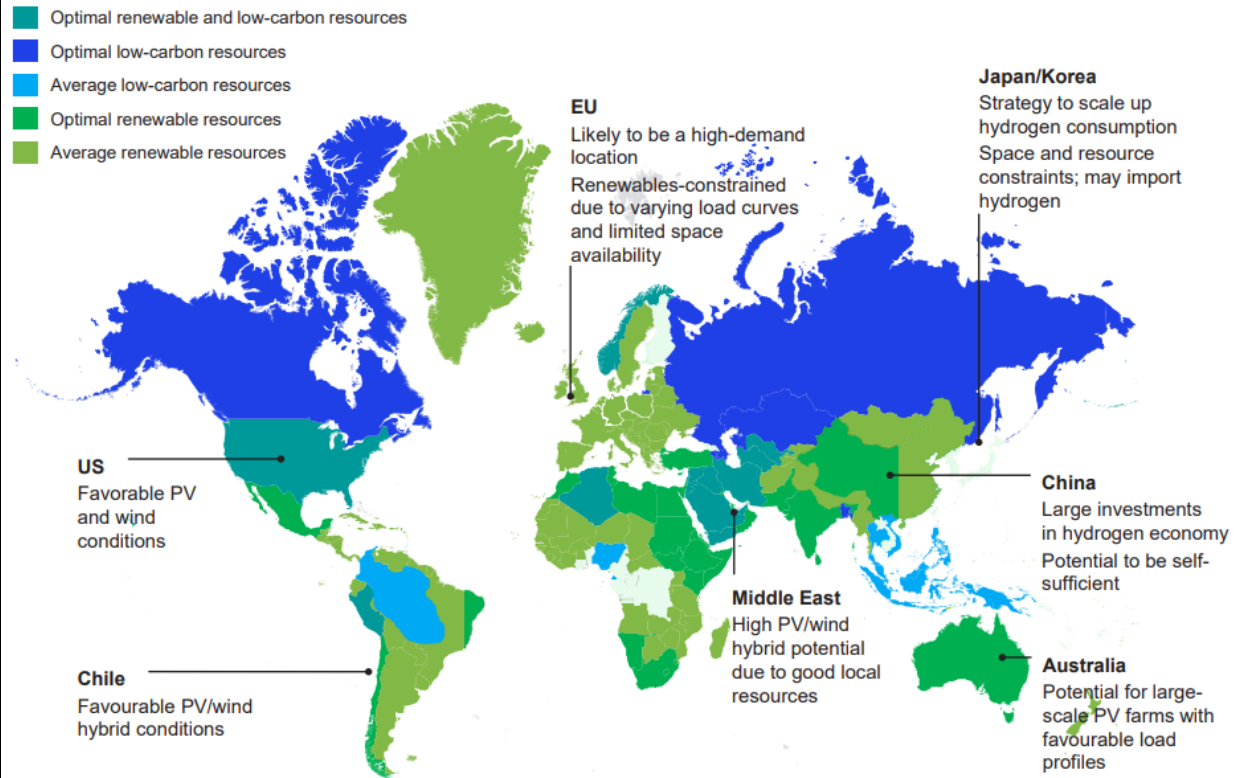 Optimal renewable and low-carbon resources
Optimal low-carbon resources
Average low-carbon resources
Optimal renewable resources
Average renewable resources
EU
Likely to be a high-demand
location
Renewables-constrained
due to varying load curves
and limited space
availability
Japan/Korea
Strategy to scale up
hydrogen consumption
Space and resource
constraints; may import
hydrogen
US
Favorable PV
and wind
conditions
China
Large investments
in hydrogen economy
Potential to be self-
sufficient
Middle East
High PV/wind
hybrid potential
due to good local
resources
Chile
Favourable PV/wind
hybrid conditions
Australia
Potential for large-
scale PV farms with
favourable load
profiles